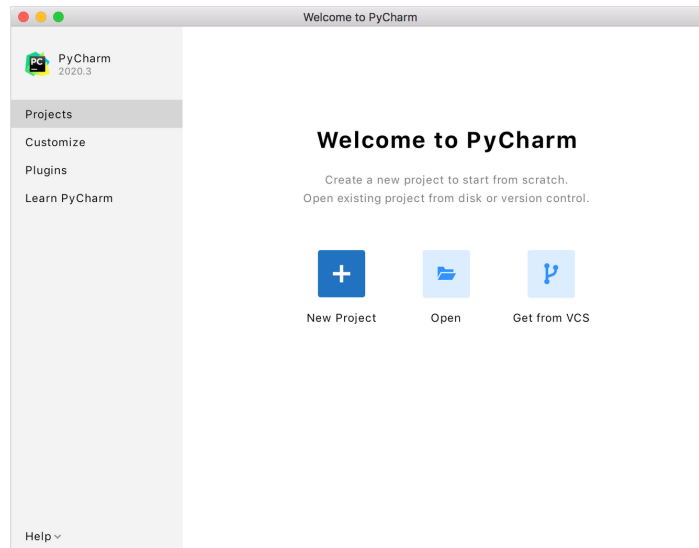 Welcome to PyCharm
PC
PyCharm
2020.3
Projects
Customize
Plugins
Learn PyCharm
Welcome to PyCharm
Create a new project to start from scratch.
Open existing project from disk or version control.
New Project
Open
Get from VCS
Help